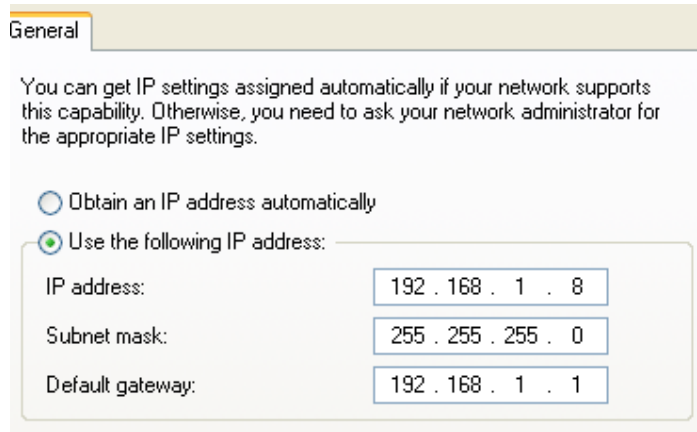 General
You can get IP settings assigned automatically if your network supports
this capability. Otherwise, you need to ask your network administrator for
the appropriate IP settings.
Obtain an IP address automatically
Use the following IP address:
IP address: 192 . 168 . 1 . 8
Subnet mask: 255 . 255 . 255 . 0
Default gateway: 192 . 168 . 1 . 1